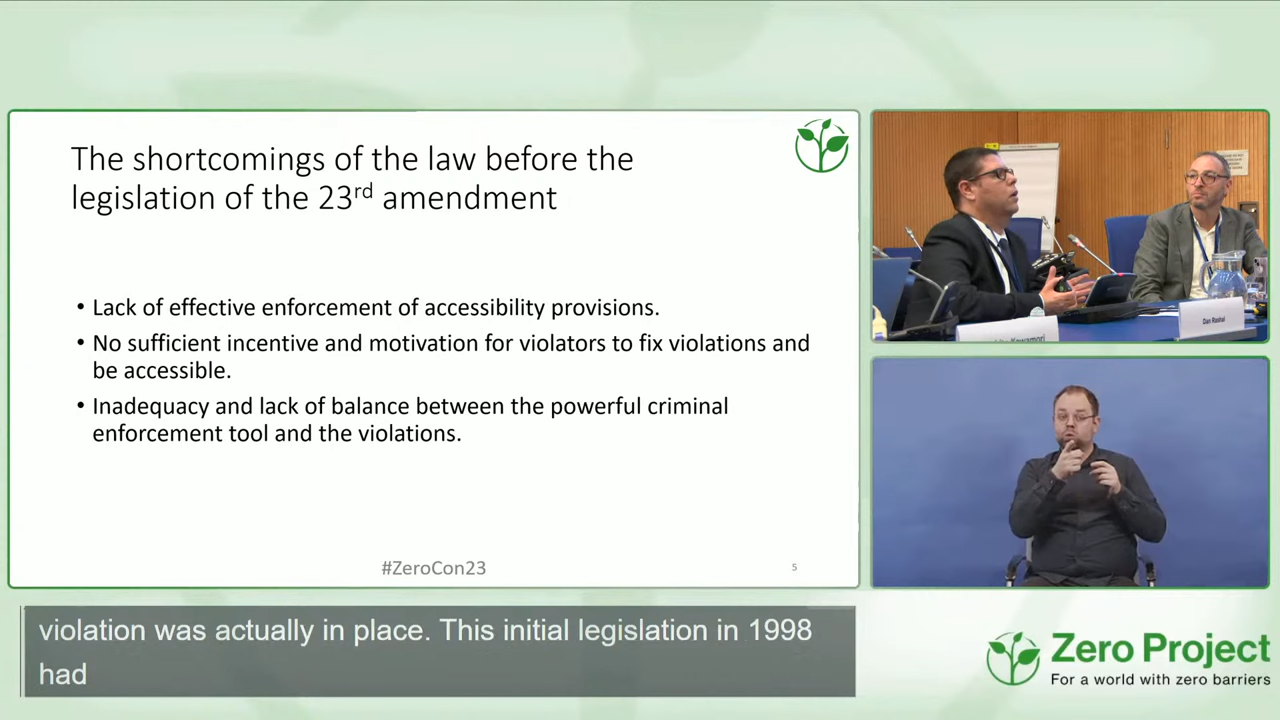 The shortcomings of the law before the
legislation of the 23rd amendment
• Lack of effective enforcement of accessibility provisions.
• No sufficient incentive and motivation for violators to fix violations and
be accessible.
• Inadequacy and lack of balance between the powerful criminal
enforcement tool and the violations.
#ZeroCon23
5
Dan Rashal
violation was actually in place. This initial legislation in 1998
had
Zero Project
For a world with zero barriers